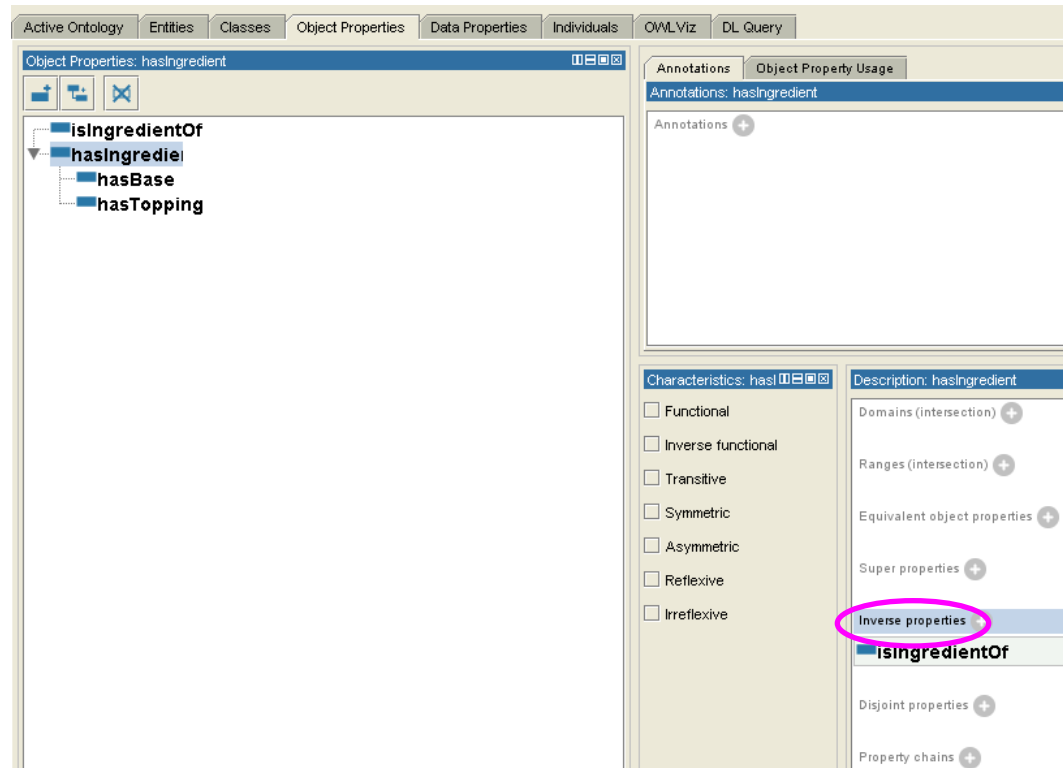 Active Ontology Entities Classes Object Properties Data Properties Individuals OWLViz DL Query
Object Properties: hasIngredient
isIngredientOf
hasIngredie
hasBase
hasTopping
Annotations Object Property Usage
Annotations: hasIngredient
Annotations
Characteristics: hasI
Functional
Inverse functional
Transitive
Symmetric
Asymmetric
Reflexive
Irreflexive
Description: hasIngredient
Domains (intersection)
Ranges (intersection)
Equivalent object properties
Super properties
Inverse properties
isIngredientOf
Disjoint properties
Property chains